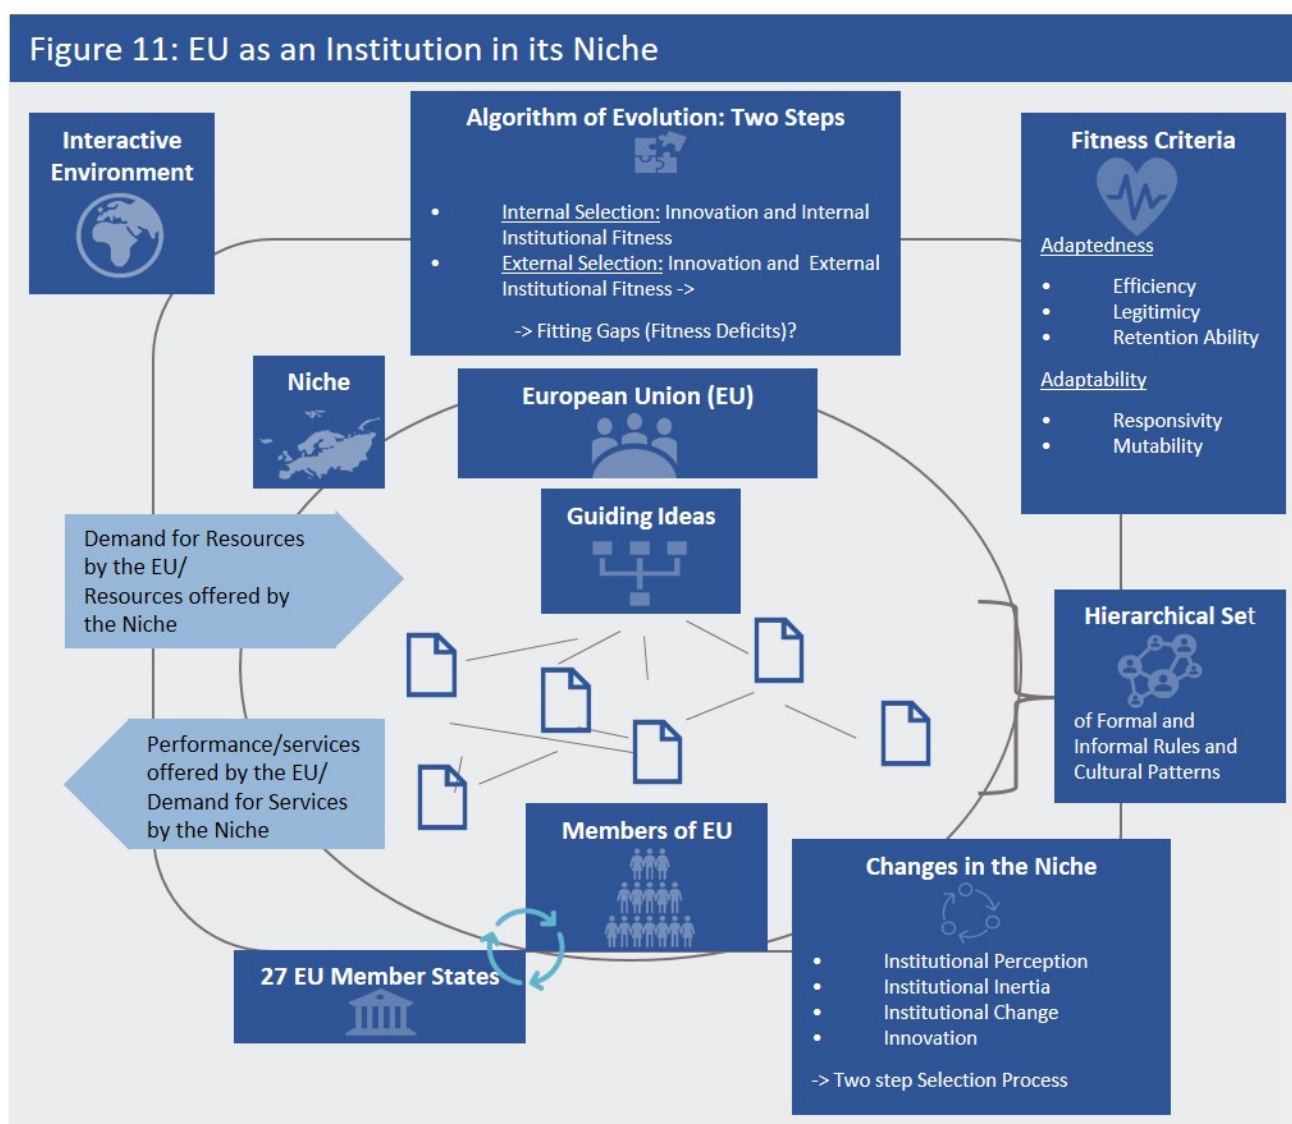 Figure 11: EU as an Institution in its Niche
Interactive
Environment
Algorithm of Evolution: Two Steps
• Internal Selection: Innovation and Internal
Institutional Fitness
• External Selection: Innovation and External
Institutional Fitness ->
-> Fitting Gaps (Fitness Deficits)?
Fitness Criteria
Adaptedness
• Efficiency
• Legitimicy
• Retention Ability
Adaptability
• Responsivity
• Mutability
Niche
European Union (EU)
Guiding Ideas
Demand for Resources
by the EU/
Resources offered by
the Niche
Hierarchical Set
of Formal and
Informal Rules and
Cultural Patterns
Performance/services
offered by the EU/
Demand for Services
by the Niche
Members of EU
Changes in the Niche
• Institutional Perception
• Institutional Inertia
• Institutional Change
• Innovation
-> Two step Selection Process
27 EU Member States